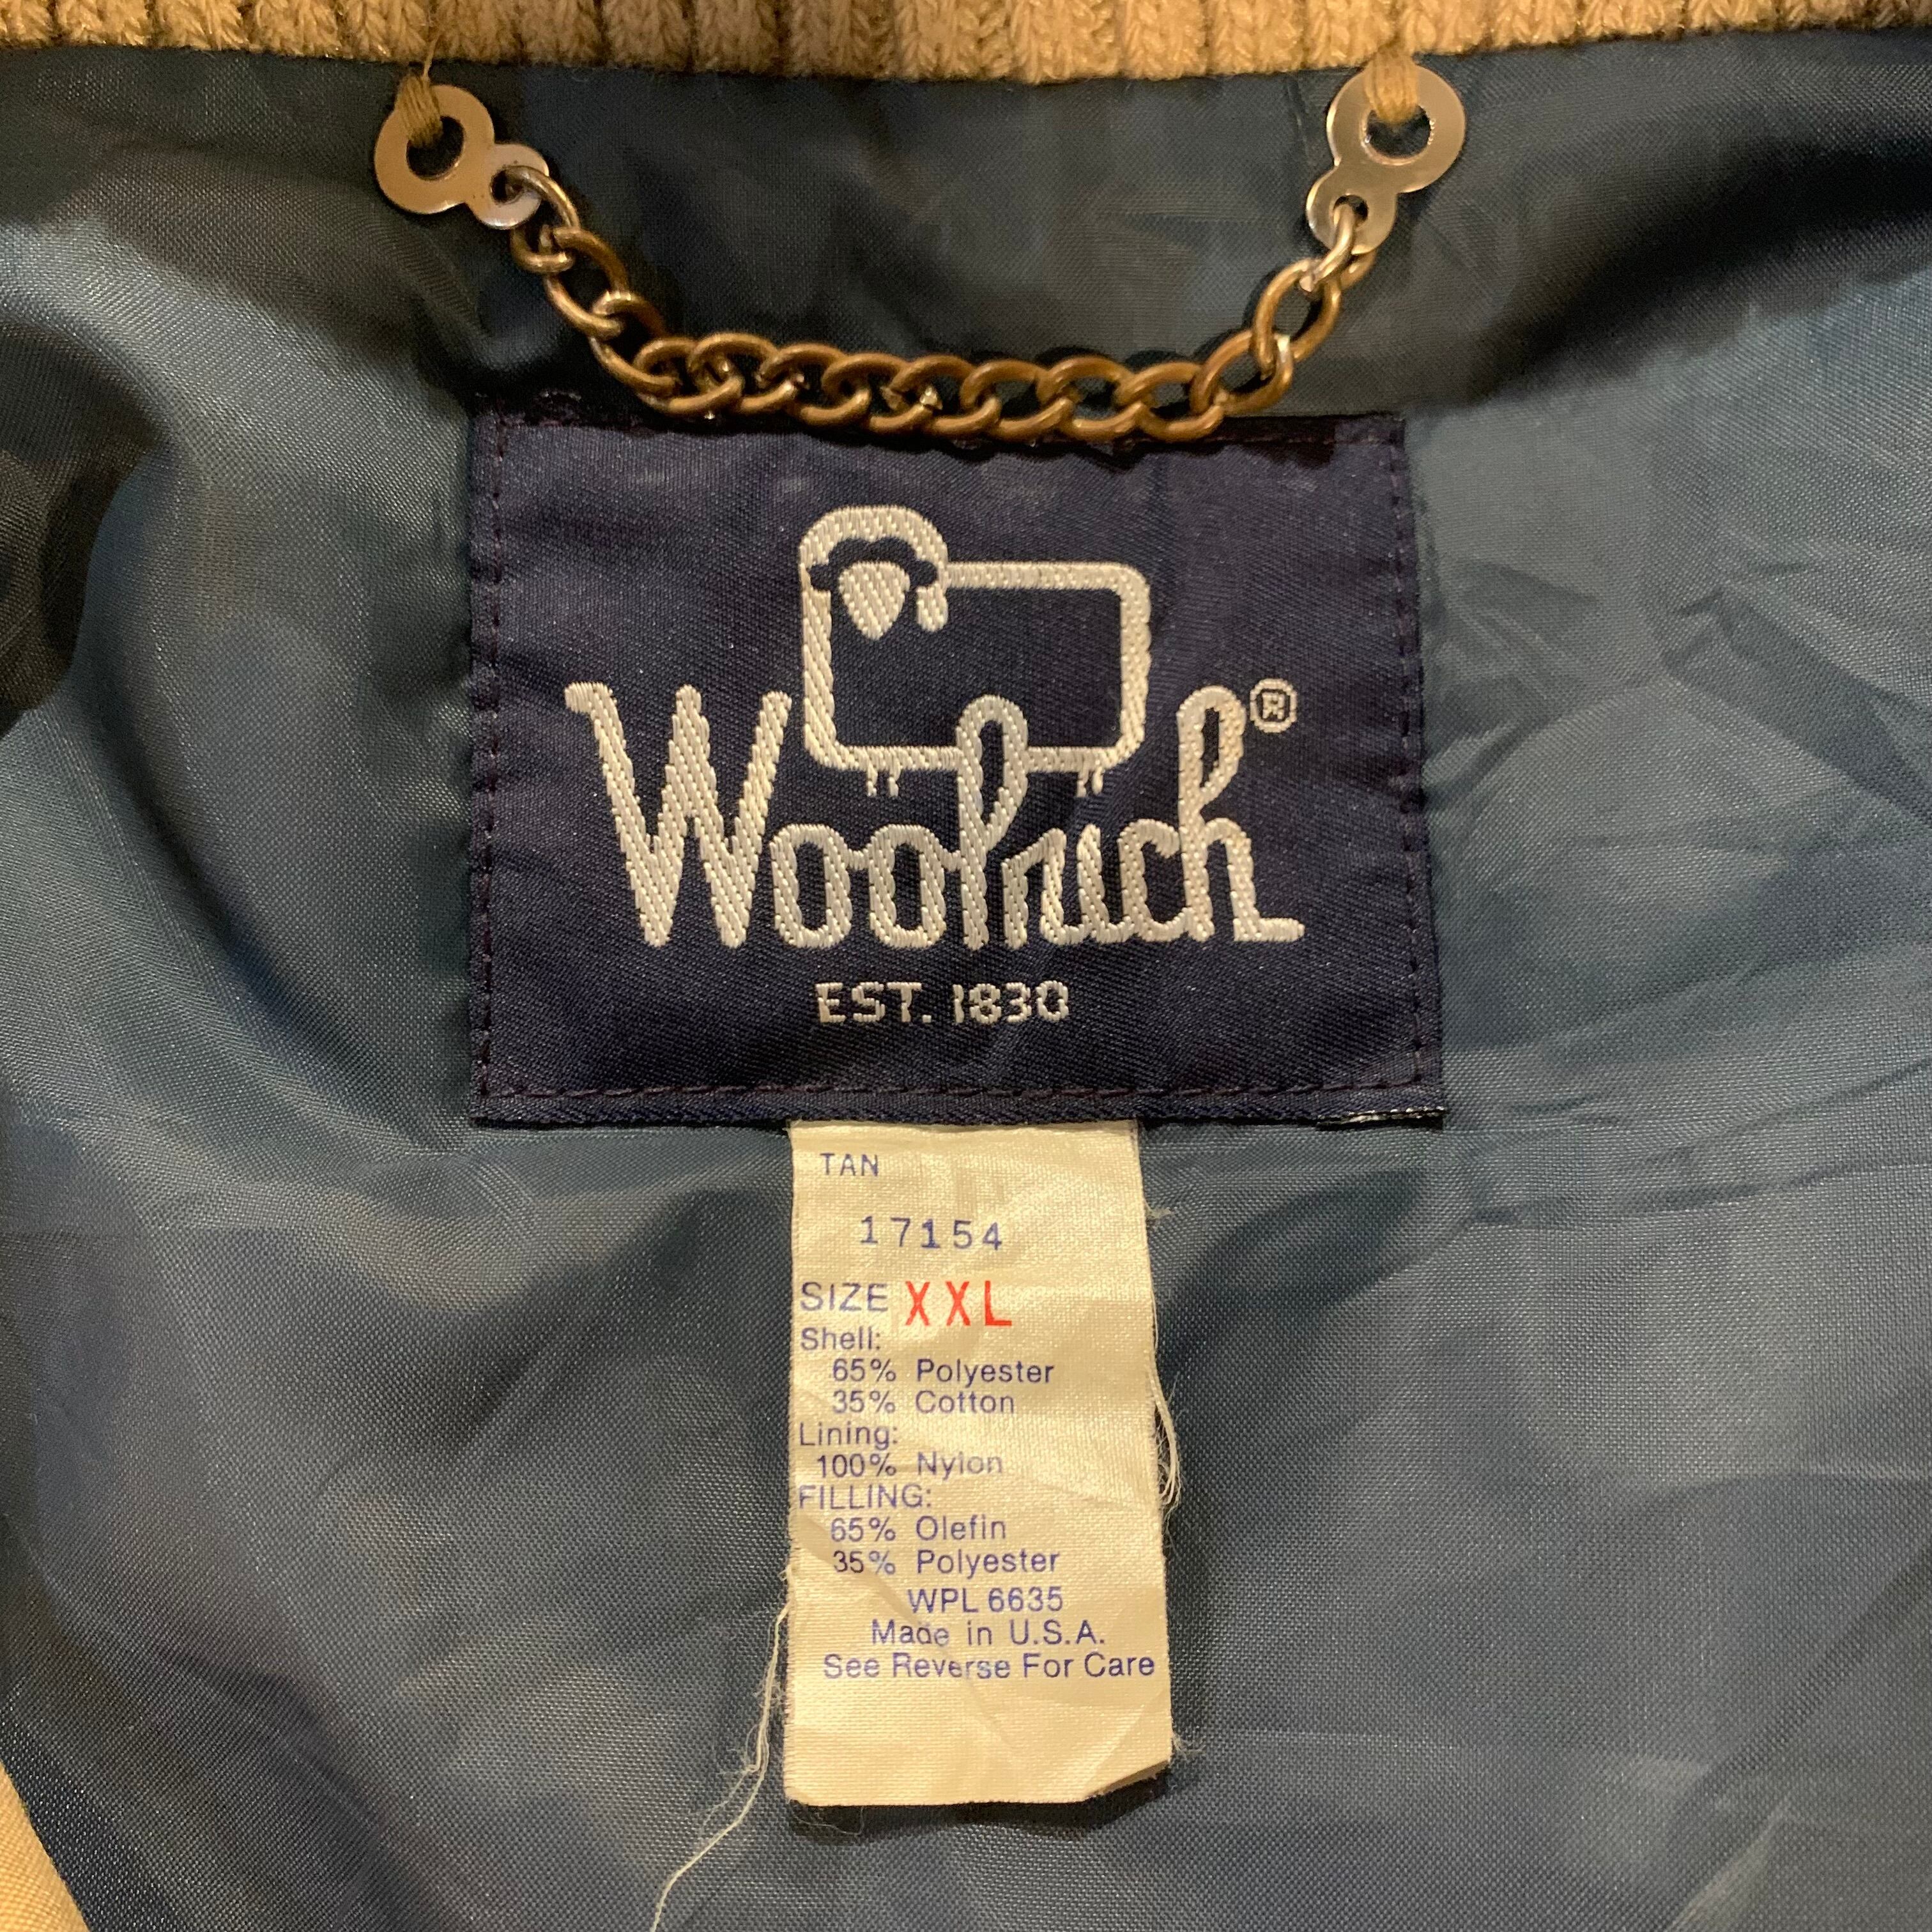 Woolrich®
EST. 1830
TAN
17154
SIZE XXL
Shell:
65% Polyester
35% Cotton
Lining:
100% Nylon
FILLING:
65% Olefin
35% Polyester
WPL 6635
Made in U.S.A.
See Reverse For Care